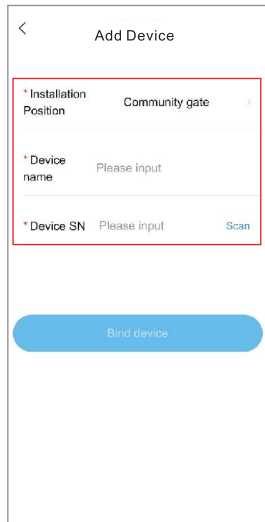 Add Device
* Installation
Position
Community gate
* Device
name
Please input
* Device SN Please input Scan
Bind device